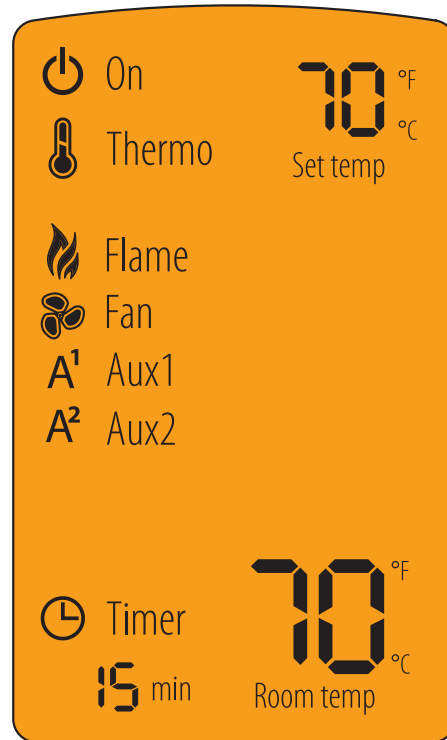 On
70 °F
°C
Thermo
Set temp
Flame
Fan
A¹ Aux1
A² Aux2
70 °F
°C
Timer
15 min
Room temp